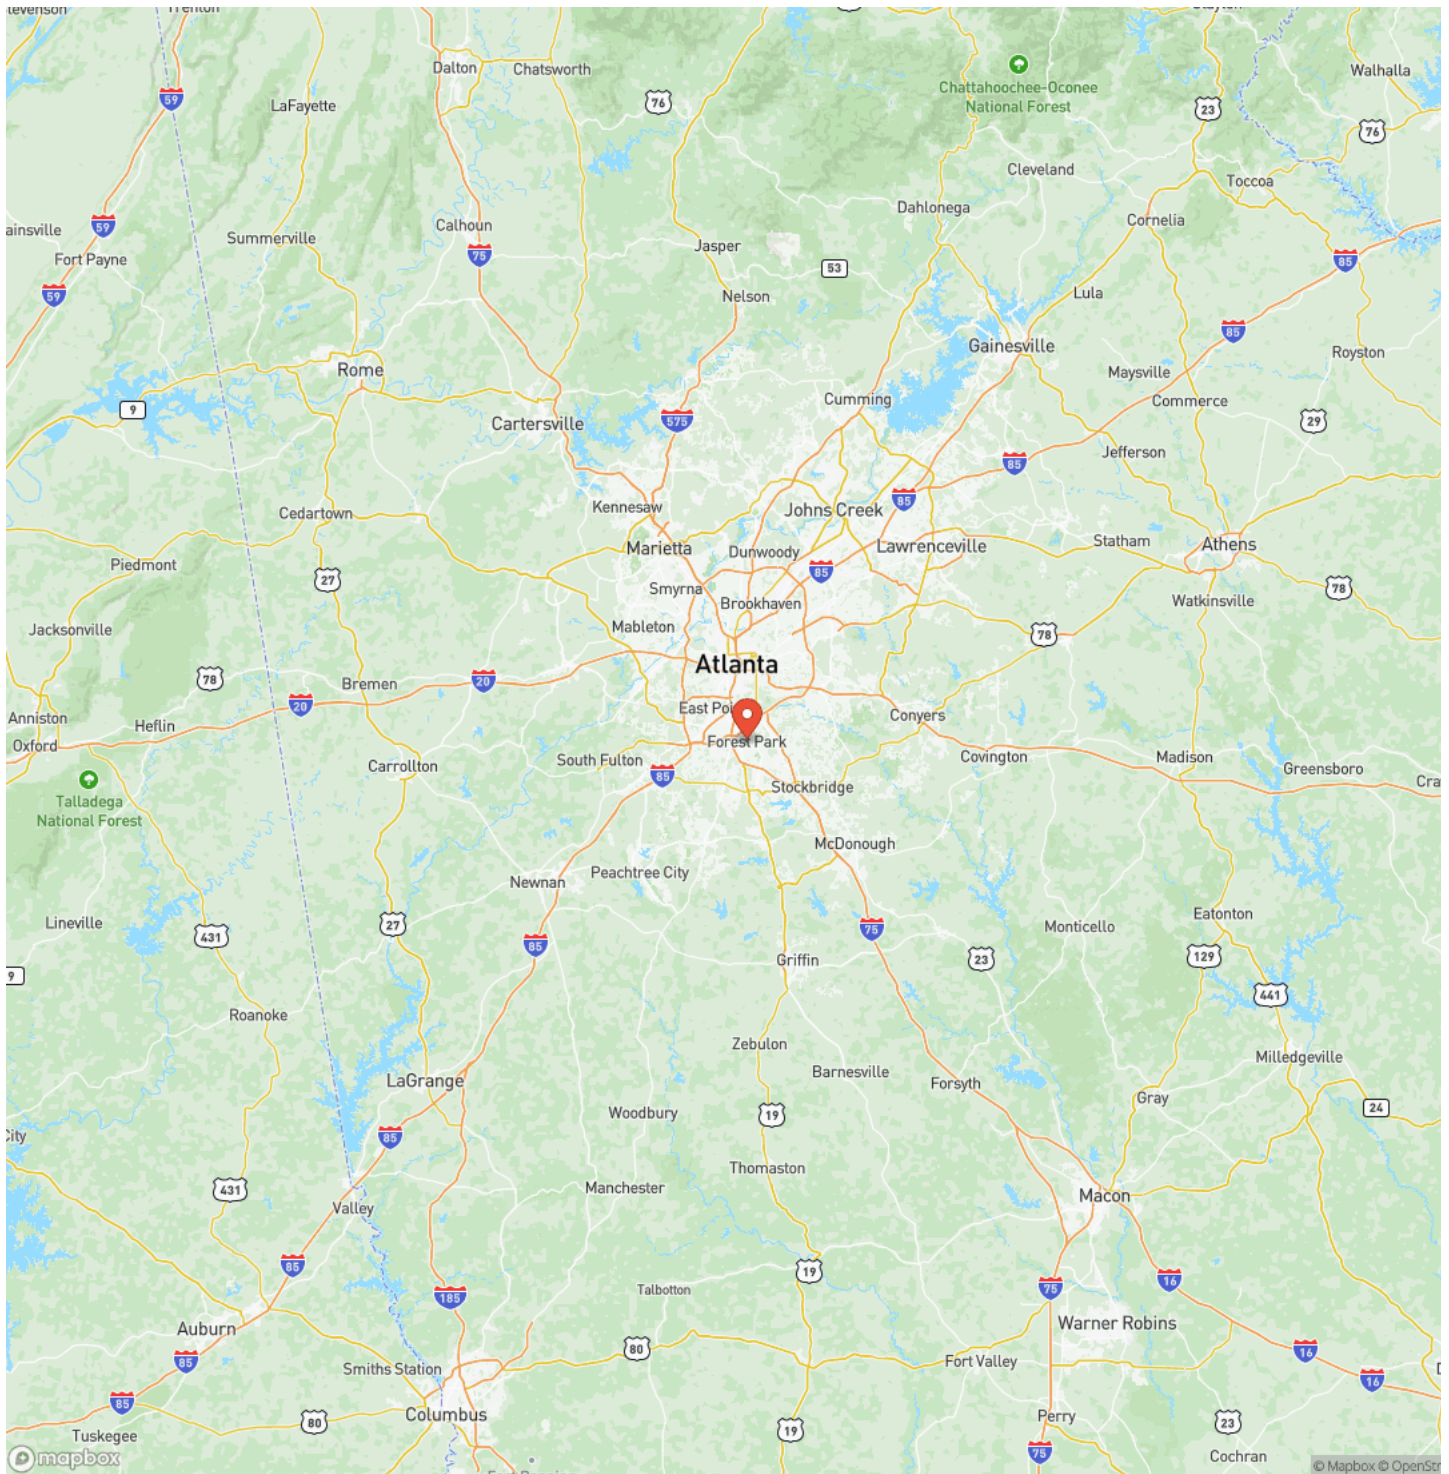 Trenton
Dalton
Chatsworth
Walhalla
59
LaFayette
76
Chattahoochee-Oconee
National Forest
23
76
Cleveland
Toccoa
Dahlonega
Cornelia
59
Calhoun
ainsville
Summerville
Jasper
Fort Payne
75
53
85
59
Nelson
Lula
85
Gainesville
Royston
Rome
Maysville
9
Cumming
Commerce
Cartersville
575
29
Jefferson
85
85
Kennesaw
Johns Creek
Cedartown
Marietta
Dunwoody
Lawrenceville
Statham
Athens
Piedmont
27
85
Smyrna
78
Brookhaven
Watkinsville
Jacksonville
Mableton
78
Atlanta
78
20
Bremen
20
East Poi
Conyers
Anniston
Heflin
Oxford
Forest Park
South Fulton
Covington
Madison
Carrollton
85
Greensboro
Cra
Talladega
National Forest
Stockbridge
McDonough
Newnan
Peachtree City
Lineville
27
431
85
75
Eatonton
Monticello
129
23
9
Griffin
441
Roanoke
Zebulon
Milledgeville
Barnesville
LaGrange
Forsyth
Gray
24
Woodbury
19
85
City
Thomaston
431
Manchester
Macon
Valley
85
19
16
185
Talbotton
75
Auburn
Warner Robins
80
85
Smiths Station
Fort Valley
16
16
85
Columbus
80
Perry
23
19
Tuskegee
75
Cochran
mapbox
© Mapbox © OpenStr